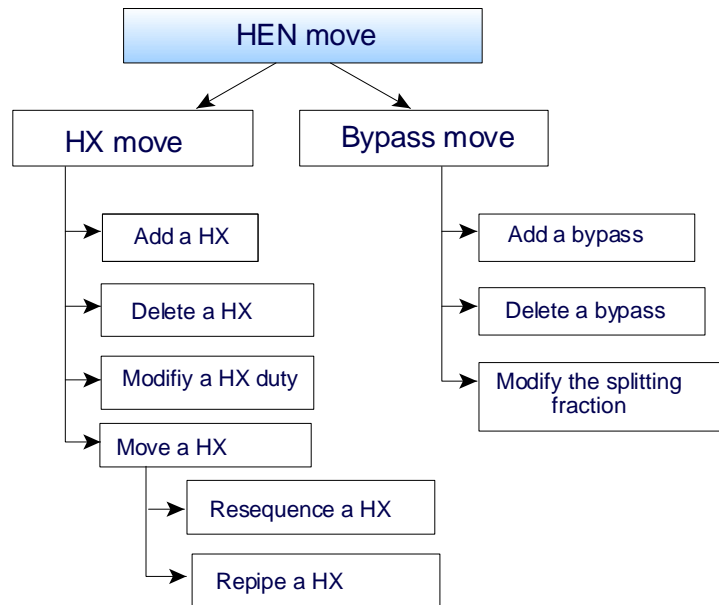 HEN move
HX move
Bypass move
Add a HX
Delete a HX
Modifiy a HX duty
Move a HX
Resequence a HX
Repipe a HX
Add a bypass
Delete a bypass
Modify the splitting
fraction